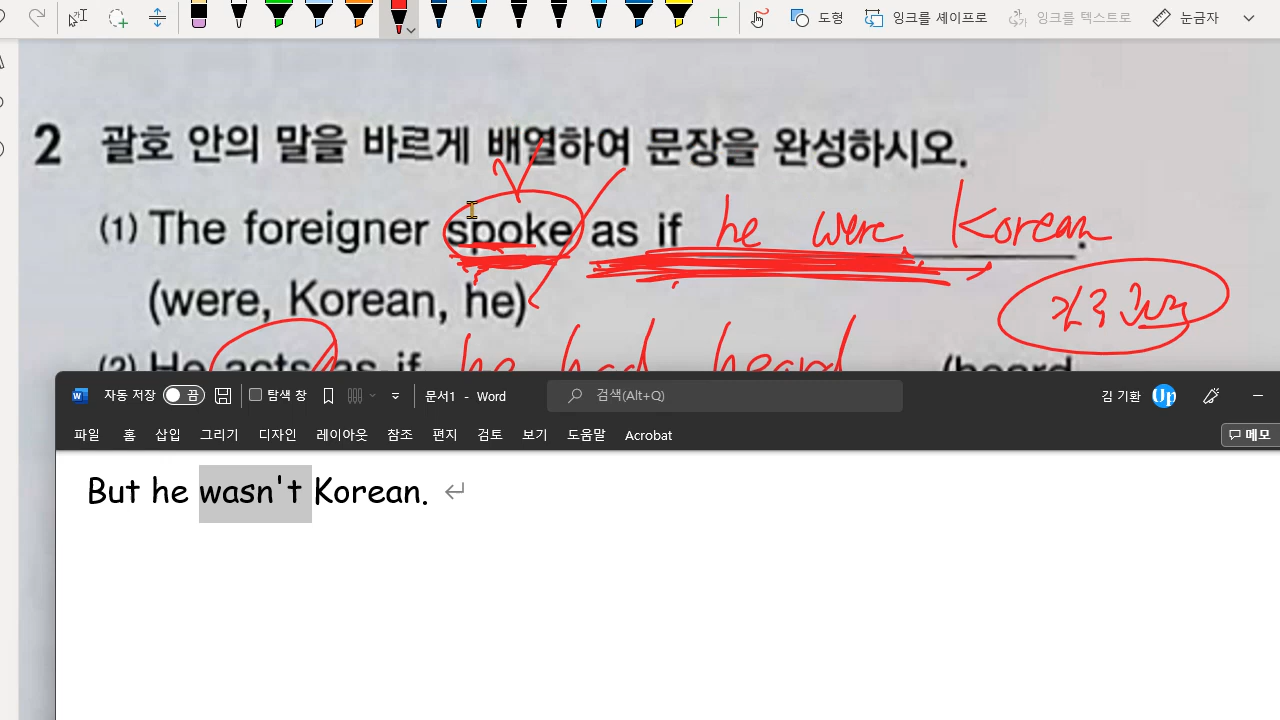 도형 잉크를 셰이프로 잉크를 텍스트로 눈금자
2 괄호 안의 말을 바르게 배열하여 문장을 완성하시오.
(1) The foreigner spoke as if he were Korean.
(were, Korean, he)
(2) He acts as if he had heard (heard
자동 저장 끔 탐색 창 문서1 - Word 검색(Alt+Q) 김 기환 Up
파일 홈 삽입 그리기 디자인 레이아웃 참조 편지 검토 보기 도움말 Acrobat 메모
But he wasn't Korean.